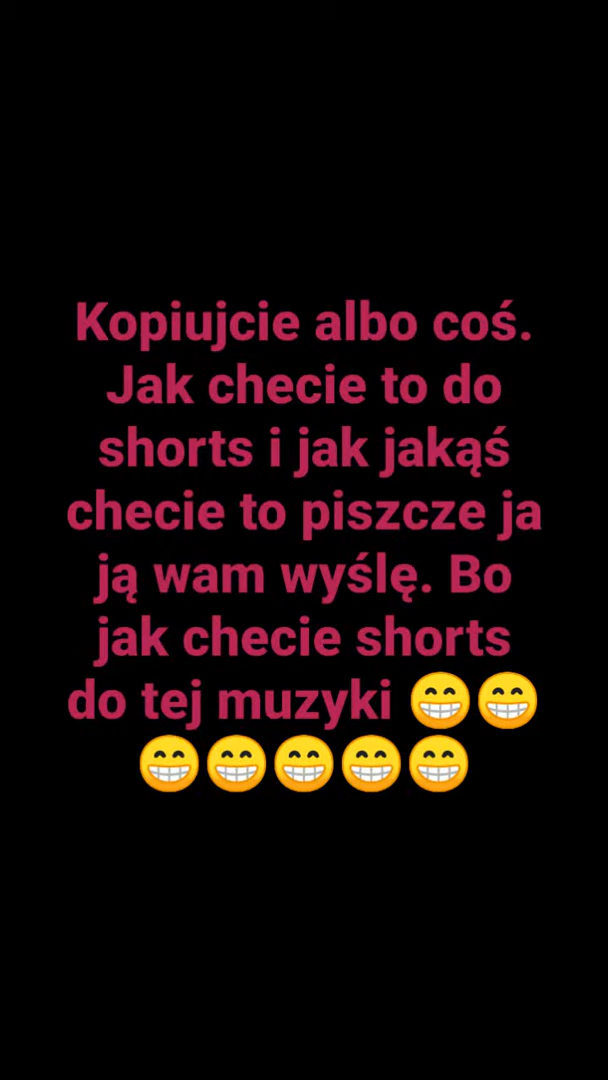 Kopiujcie albo coś.
Jak checie to do
shorts i jak jakąś
checie to piszcze ja
ją wam wyślę. Bo
jak checie shorts
do tej muzyki 😁😁
😁😁😁😁😁